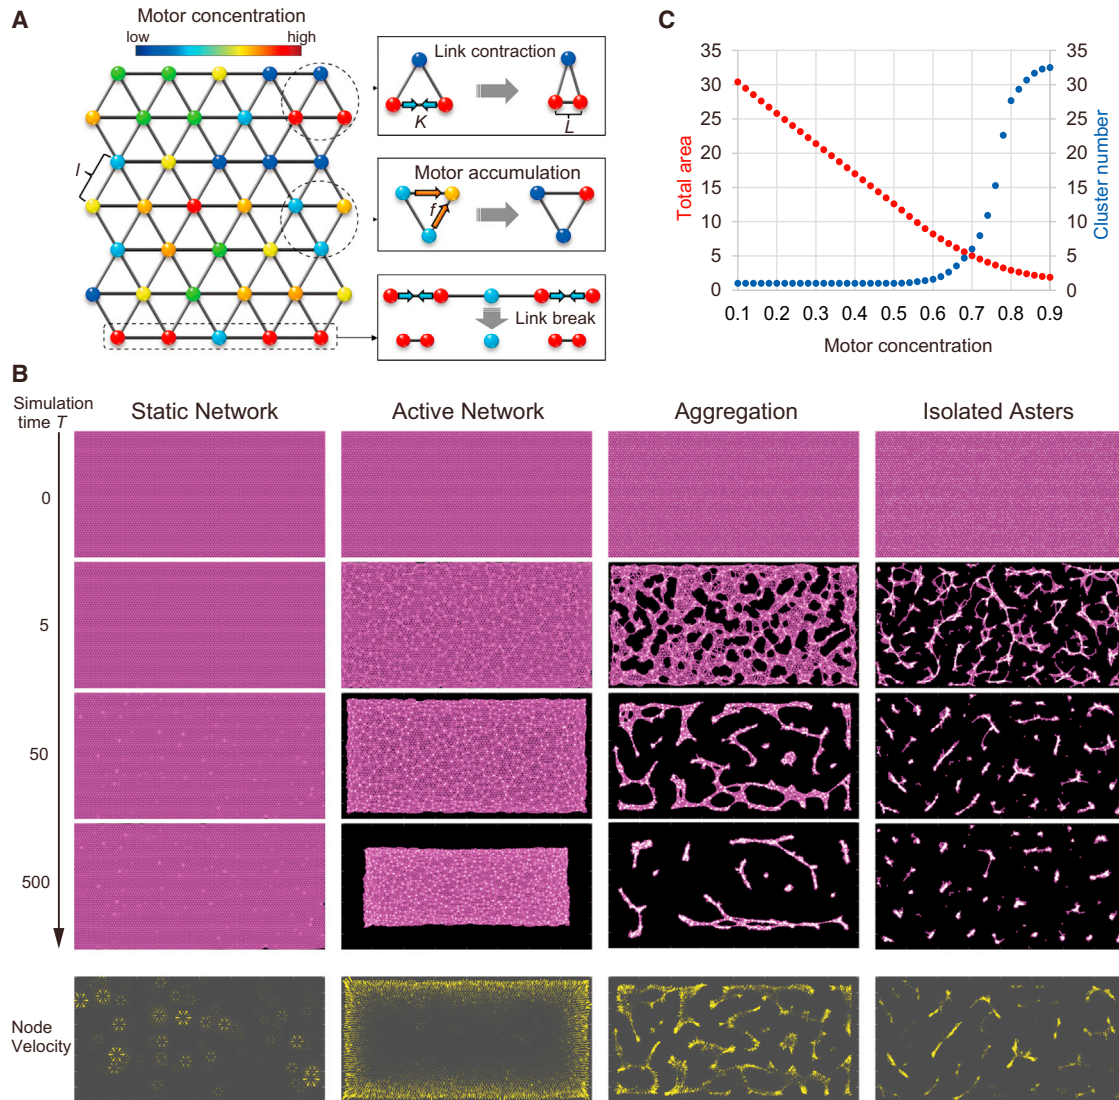 A
Motor concentration
low
high
l
Link contraction
K
L
Motor accumulation
f
Link break
C
35
30
25
20
15
10
5
0
Total area
35
30
25
20
15
10
5
0
Cluster number
0.1 0.2 0.3 0.4 0.5 0.6 0.7 0.8 0.9
Motor concentration
B
Simulation
time T
Static Network
Active Network
Aggregation
Isolated Asters
0
5
50
500
Node
Velocity